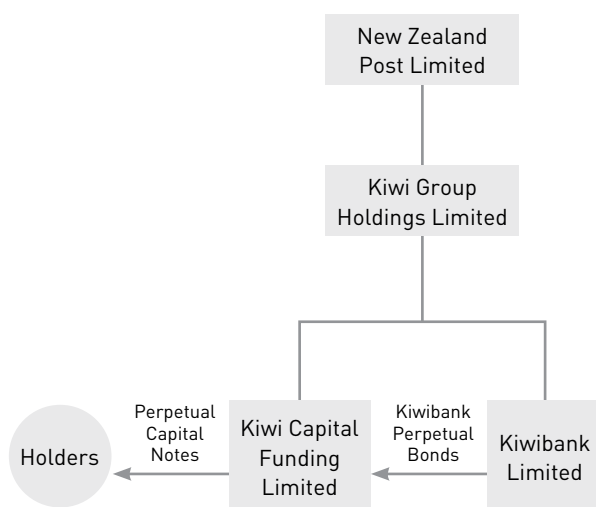 New Zealand
Post Limited
Kiwi Group
Holdings Limited
Perpetual
Capital
Notes
Kiwibank
Perpetual
Bonds
Holders
Kiwi Capital
Funding
Limited
Kiwibank
Limited